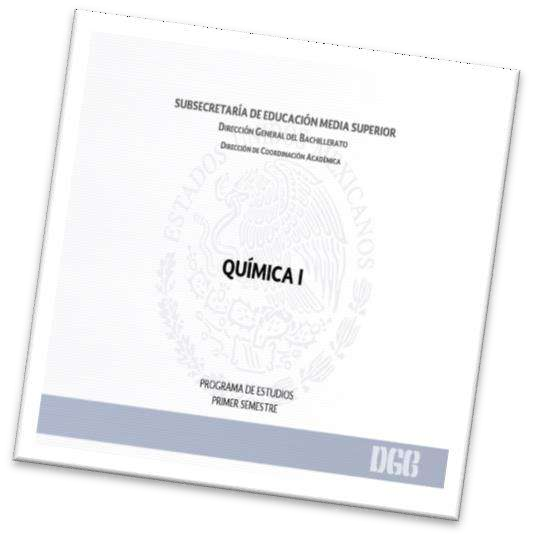 SUBSECRETARÍA DE EDUCACIÓN MEDIA SUPERIOR
DIRECCIÓN GENERAL DEL BACHILLERATO
DIRECCIÓN DE COORDINACIÓN ACADÉMICA
ESTADOS UNIDOS MEXICANOS
QUÍMICA I
PROGRAMA DE ESTUDIOS
PRIMER SEMESTRE
DGB